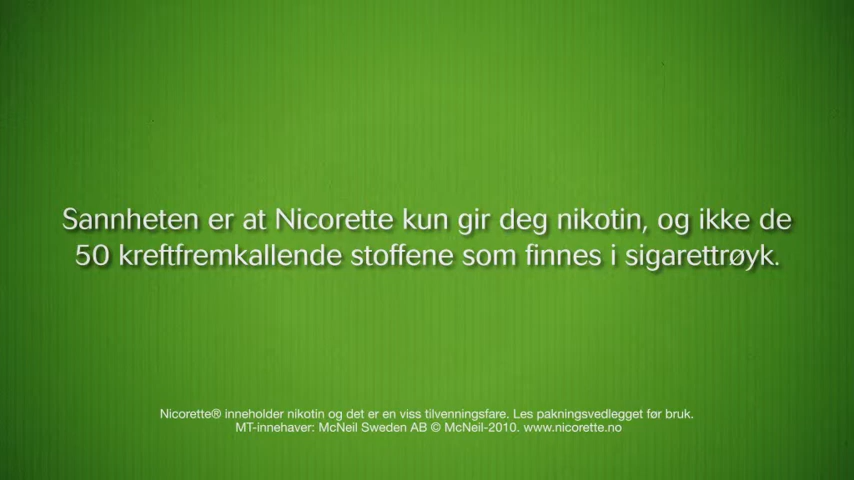 Sannheten er at Nicorette kun gir deg nikotin, og ikke de
50 kreftfremkallende stoffene som finnes i sigarettrøyk.
Nicorette® inneholder nikotin og det er en viss tilvenningsfare. Les pakningsvedlegget før bruk.
MT-innehaver: McNeil Sweden AB © McNeil-2010. www.nicorette.no